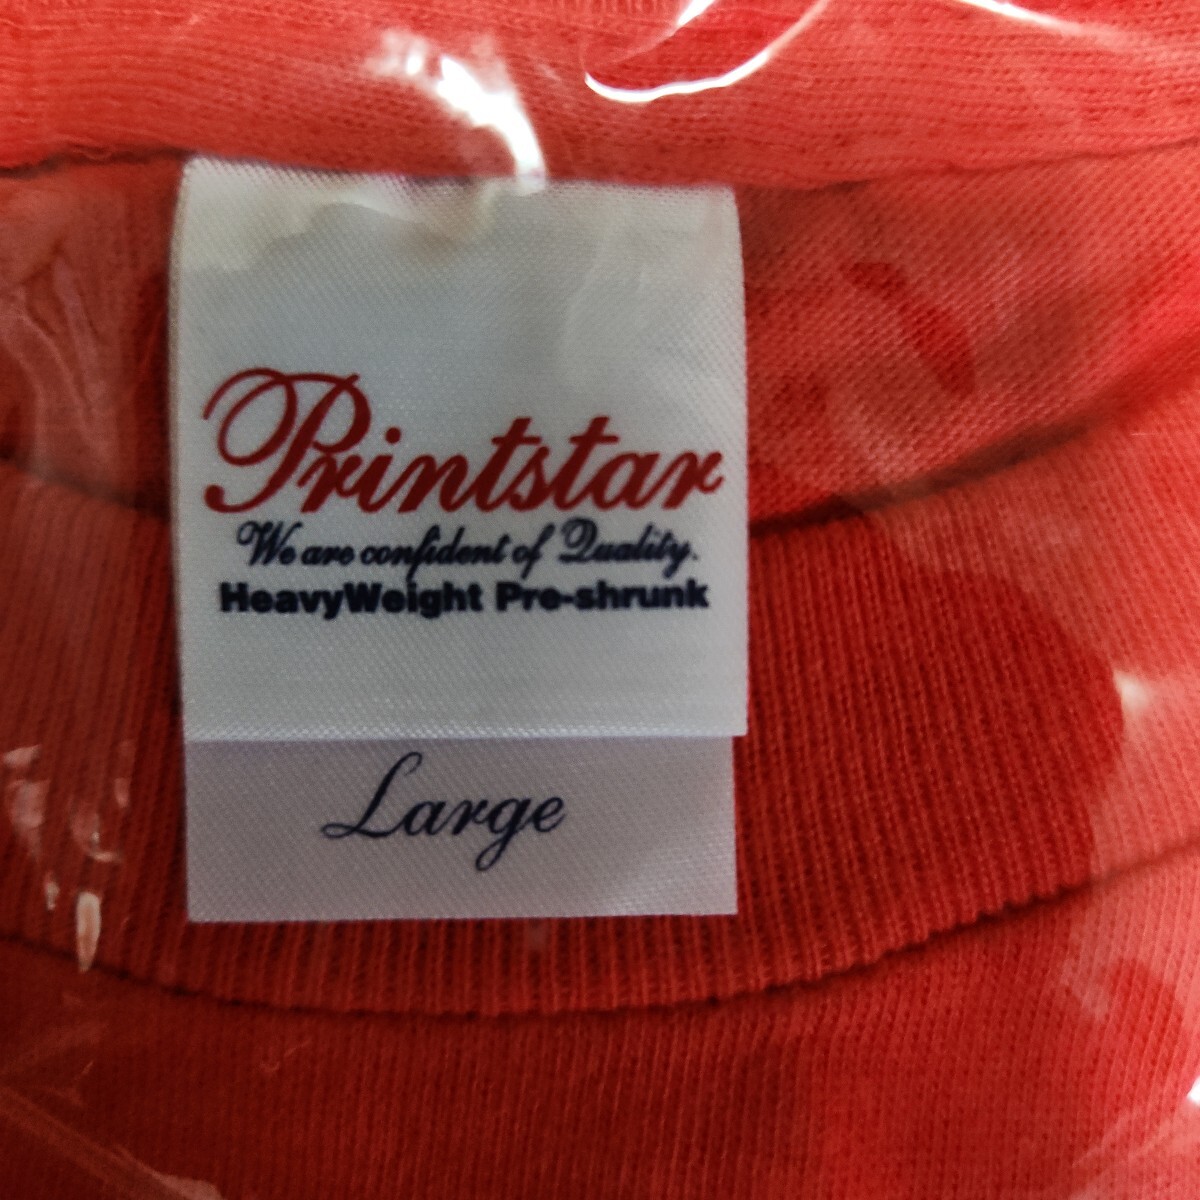 Printstar
We are confident of Quality.
HeavyWeight Pre-shrunk
Large